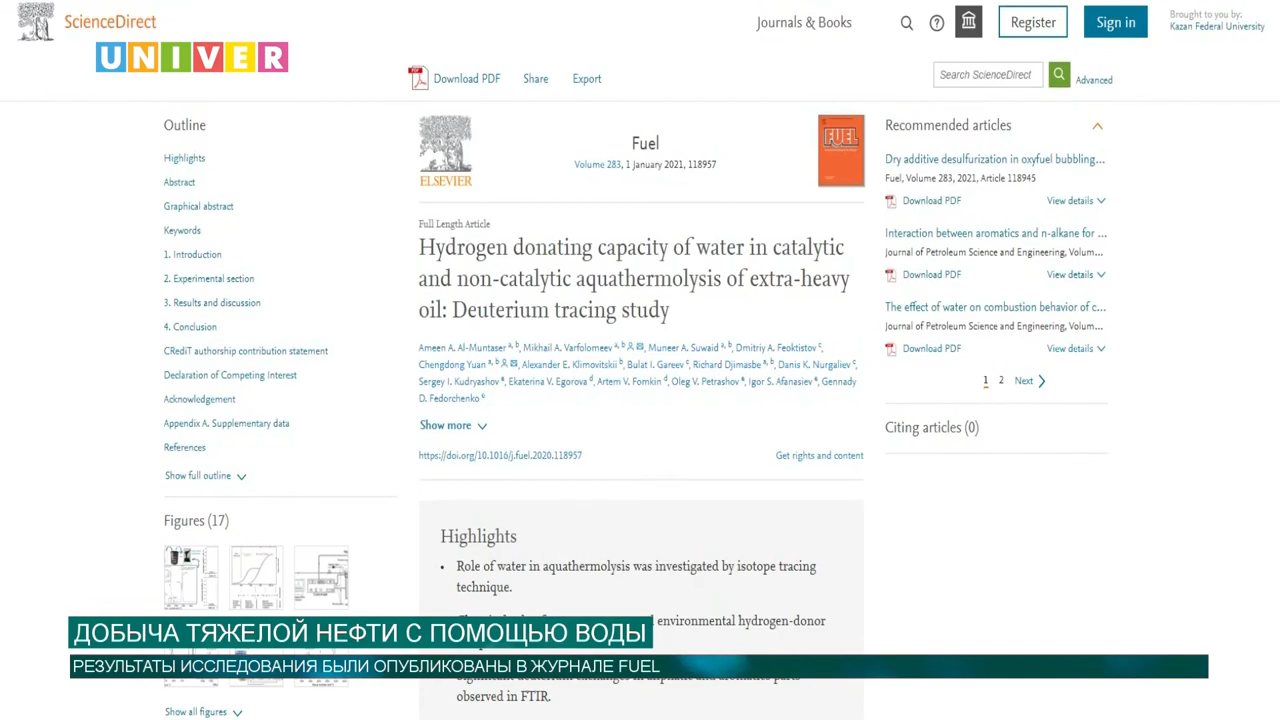 ScienceDirect
UNIVER
Journals & Books
Register
Sign in
Brought to you by:
Kazan Federal University
Download PDF
Share
Export
Search ScienceDirect
Advanced
Outline
Highlights
Abstract
Graphical abstract
Keywords
1. Introduction
2. Experimental section
3. Results and discussion
4. Conclusion
CRediT authorship contribution statement
Declaration of Competing Interest
Acknowledgement
Appendix A. Supplementary data
References
Show full outline
Figures (17)
Show all figures
ELSEVIER
Fuel
Volume 283, 1 January 2021, 118957
FUEL
Full Length Article
Hydrogen donating capacity of water in catalytic
and non-catalytic aquathermolysis of extra-heavy
oil: Deuterium tracing study
Ameen A. Al-Muntaser a, b, Mikhail A. Varfolomeev a, b, Muneer A. Suwaid a, b, Dmitriy A. Feoktistov c,
Chengdong Yuan a, b, Alexander E. Klimovitskii b, Bulat I. Gareev c, Richard Djimasbe a, b, Danis K. Nurgaliev c,
Sergey I. Kudryashov d, Ekaterina V. Egorova d, Artem V. Fomkin d, Oleg V. Petrashov e, Igor S. Afanasiev e, Gennady
D. Fedorchenko e
Show more
https://doi.org/10.1016/j.fuel.2020.118957
Get rights and content
Highlights
• Role of water in aquathermolysis was investigated by isotope tracing
technique.
environmental hydrogen-donor
observed in FTIR.
Recommended articles
Dry additive desulfurization in oxyfuel bubbling...
Fuel, Volume 283, 2021, Article 118945
Download PDF
View details
Interaction between aromatics and n-alkane for ...
Journal of Petroleum Science and Engineering, Volum...
Download PDF
View details
The effect of water on combustion behavior of c...
Journal of Petroleum Science and Engineering, Volum...
Download PDF
View details
1 2 Next
Citing articles (0)
ДОБЫЧА ТЯЖЕЛОЙ НЕФТИ С ПОМОЩЬЮ ВОДЫ
РЕЗУЛЬТАТЫ ИССЛЕДОВАНИЯ БЫЛИ ОПУБЛИКОВАНЫ В ЖУРНАЛЕ FUEL